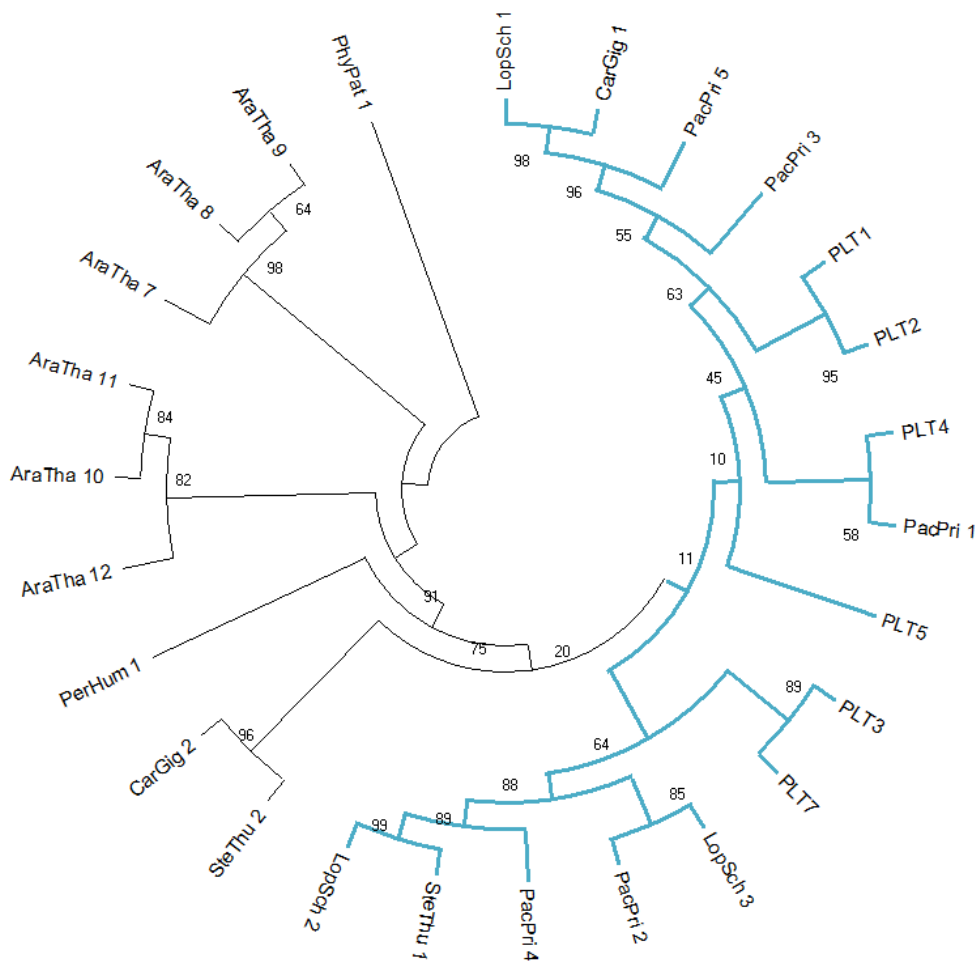 LopSch 1
CarGig 1
PacPri 5
PacPri 3
PLT1
PLT2
PLT4
PacPri 1
PLT5
PLT3
PLT7
LopSch 3
PacPri 2
PacPri 4
SteThu 1
LopSch 2
SteThu 2
CarGig 2
PerHum 1
AraTha 12
AraTha 10
AraTha 11
AraTha 7
AraTha 8
AraTha 9
PhyPat 1
98
96
55
63
95
45
58
10
11
89
64
85
88
89
99
20
75
91
96
82
84
98
64